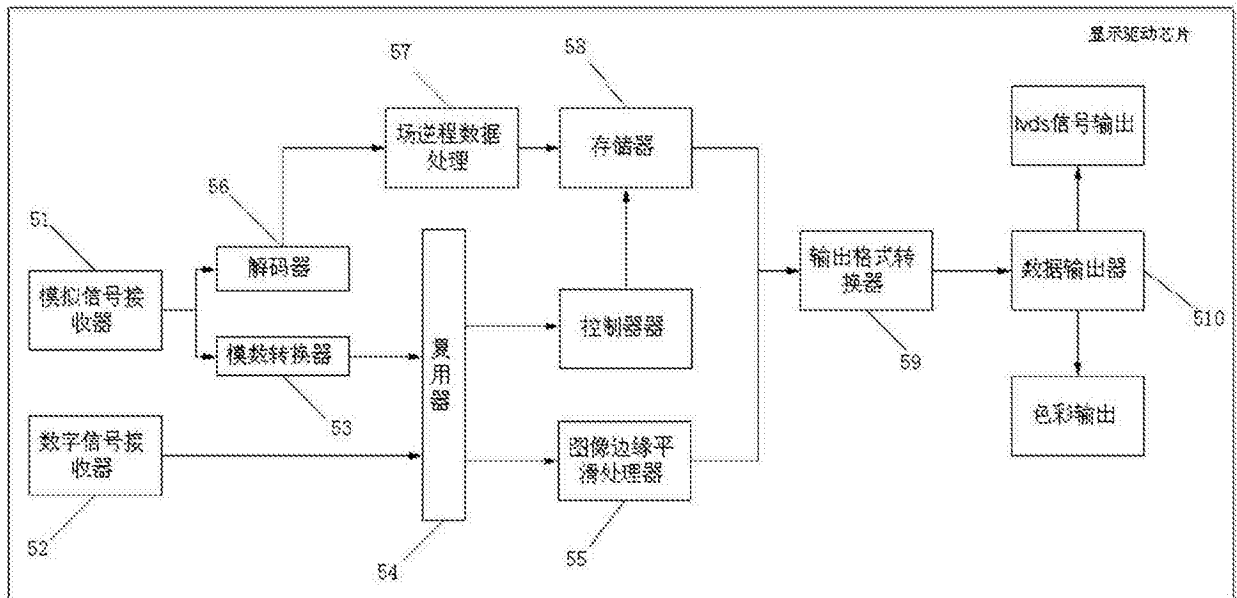 显示驱动芯片
57
53
场逆程数据
处理
存储器
lvds信号输出
56
51
解码器
模拟信号接
收器
模数转换器
复用器
控制器器
输出格式转
换器
数据输出器
510
59
53
数字信号接
收器
图像边缘平
滑处理器
色彩输出
52
54
55